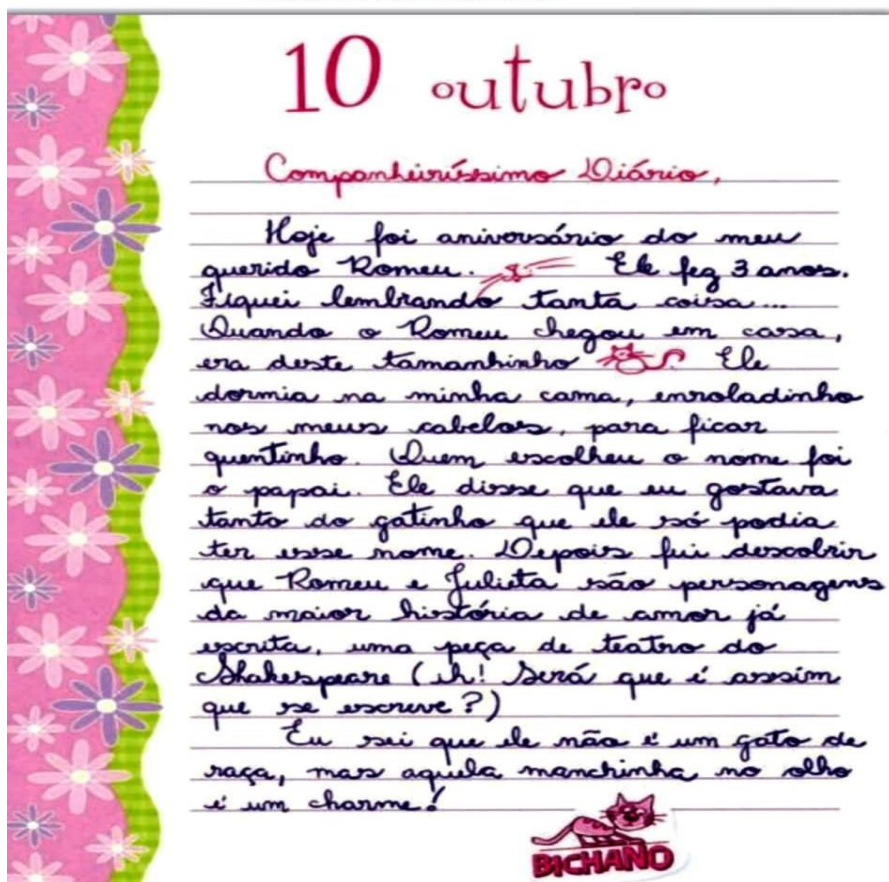 10 outubro
Companheiríssimo Diário,
Hoje foi aniversário do meu
querido Romeu. Ele fez 3 anos.
Fiquei lembrando tanta coisa...
Quando o Romeu chegou em casa,
era deste tamanhinho Ele
dormia na minha cama, enroladinho
nos meus cabelos, para ficar
quentinho. Quem escolheu o nome foi
o papai. Ele disse que eu gostava
tanto do gatinho que ele só podia
ter esse nome. Depois fui descobrir
que Romeu e Julieta são personagens
da maior história de amor já
escrita, uma peça de teatro do
Shakespeare (ih! Será que é assim
que se escreve?)
Eu sei que ele não é um gato de
raça, mas aquela manchinha no olho
é um charme!
BICHANO